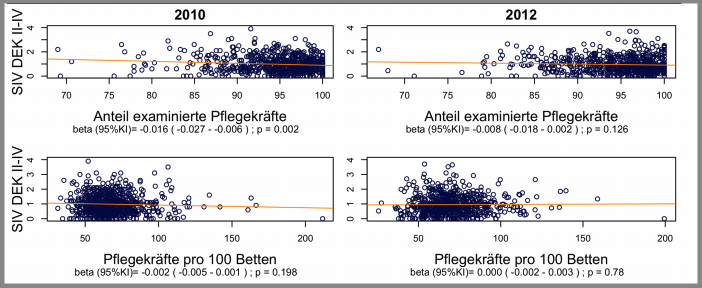 2010 2012
SIV DEK II-IV
4
2
0
70 75 80 85 90 95 100
Anteil examinierte Pflegekräfte
beta (95%KI)= -0.016 ( -0.027 - -0.006 ) ; p = 0.002
4
2
0
70 75 80 85 90 95 100
Anteil examinierte Pflegekräfte
beta (95%KI)= -0.008 ( -0.018 - 0.002 ) ; p = 0.126
SIV DEK II-IV
4
3
2
1
0
50 100 150 200
Pflegekräfte pro 100 Betten
beta (95%KI)= -0.002 ( -0.005 - 0.001 ) ; p = 0.198
4
3
2
1
0
50 100 150 200
Pflegekräfte pro 100 Betten
beta (95%KI)= 0.000 ( -0.002 - 0.003 ) ; p = 0.78